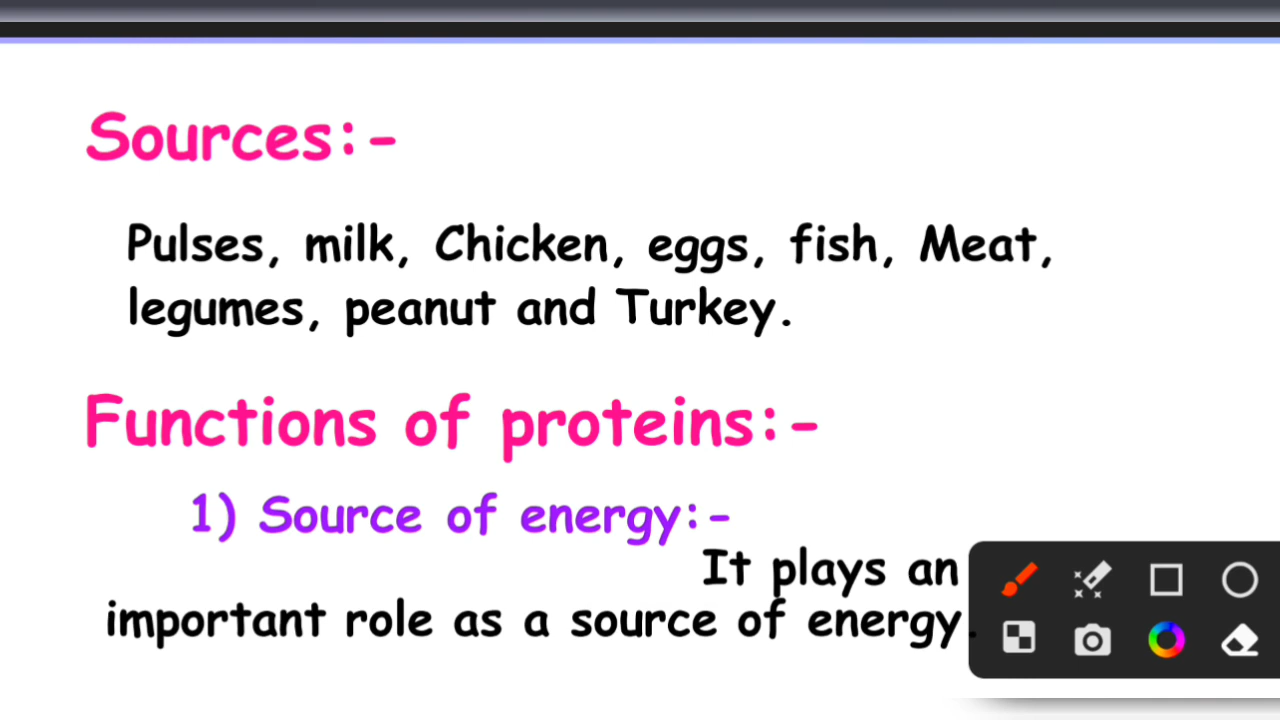 Sources:-
Pulses, milk, Chicken, eggs, fish, Meat,
legumes, peanut and Turkey.
Functions of proteins:-
1) Source of energy:-
It plays an
important role as a source of energy.